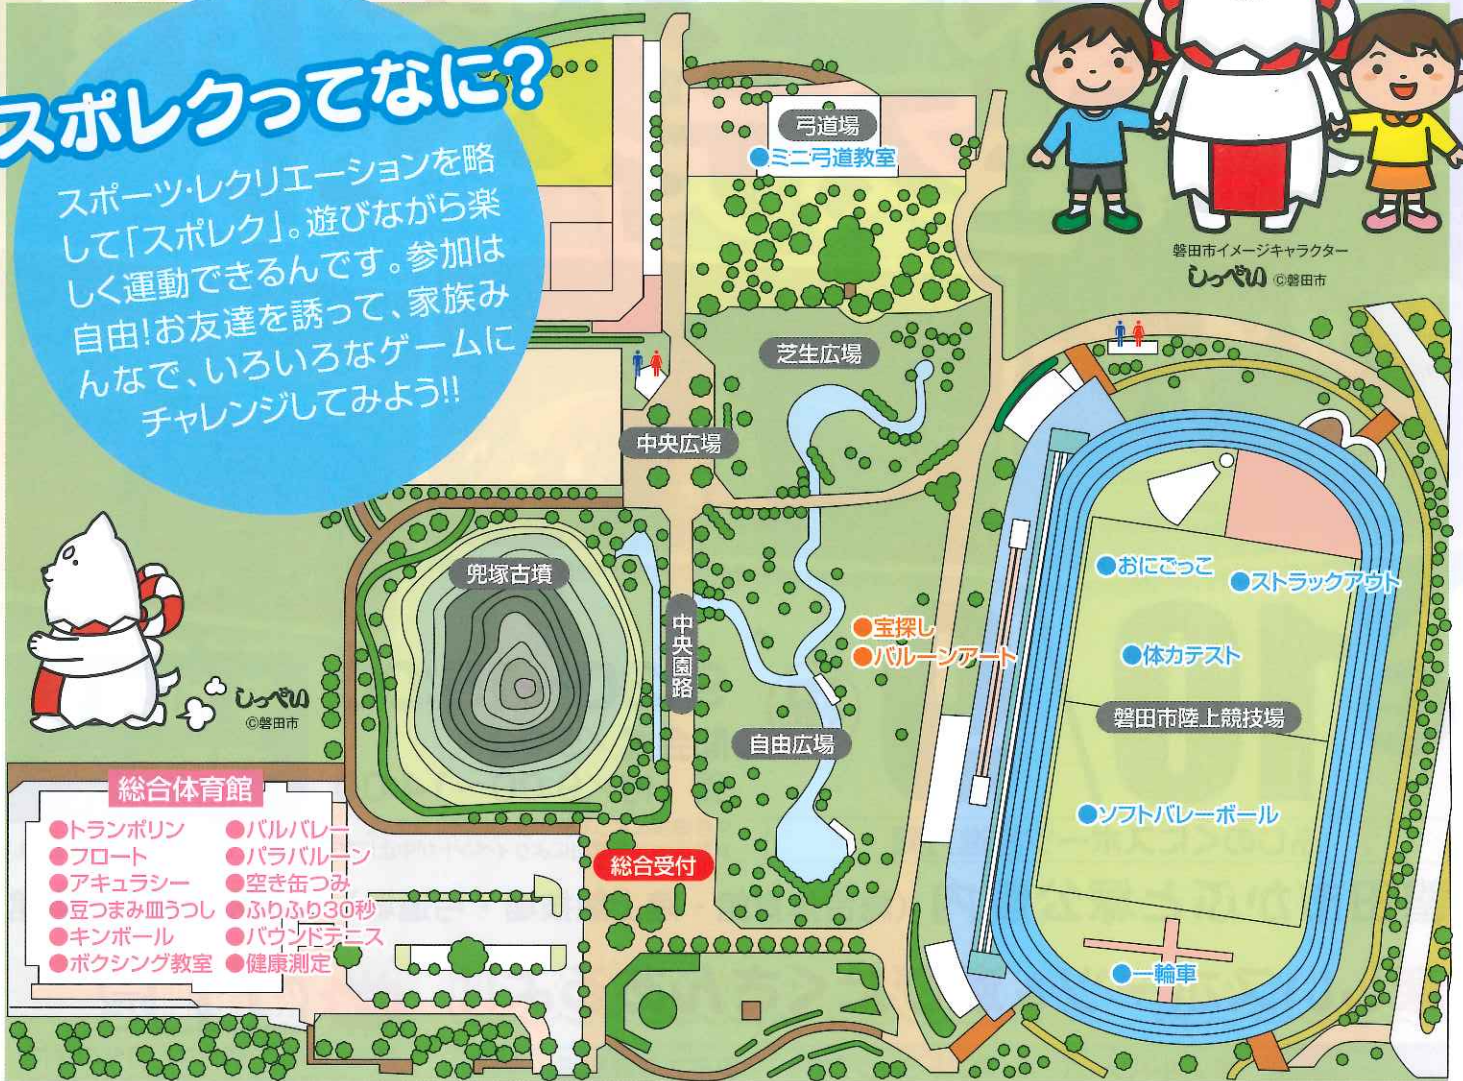 スポレクってなに?
スポーツ・レクリエーションを略
して「スポレク」。遊びながら楽
しく運動できるんです。参加は
自由!お友達を誘って、家族み
んなで、いろいろなゲームに
チャレンジしてみよう!!
弓道場
●ミニ弓道教室
磐田市イメージキャラクター
しっぺい ©磐田市
芝生広場
中央広場
兜塚古墳
中央園路
●宝探し
●バルーンアート
自由広場
●おにごっこ
●ストラックアウト
●体力テスト
磐田市陸上競技場
●ソフトバレーボール
●一輪車
しっぺい
©磐田市
総合体育館
●トランポリン
●フロート
●アキュラシー
●豆つまみ皿うつし
●キンボール
●ボクシング教室
●バルバレー
●パラバルーン
●空き缶つみ
●ふりふり30秒
●バウンドテニス
●健康測定
総合受付